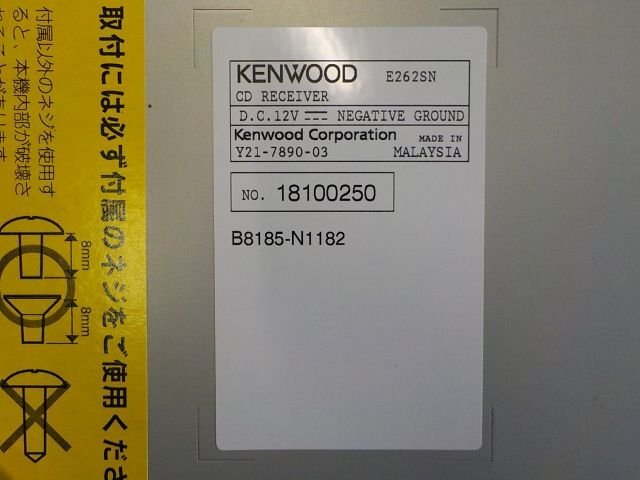 取付には必ず付属のネジをご使用くださ
付属以外のネジを使用す
ると、本機内部が破壊さ
8mm
8mm
KENWOOD E262SN
CD RECEIVER
D.C.12V ⎓ NEGATIVE GROUND
Kenwood Corporation MADE IN
Y21-7890-03 MALAYSIA
NO. 18100250
B8185-N1182